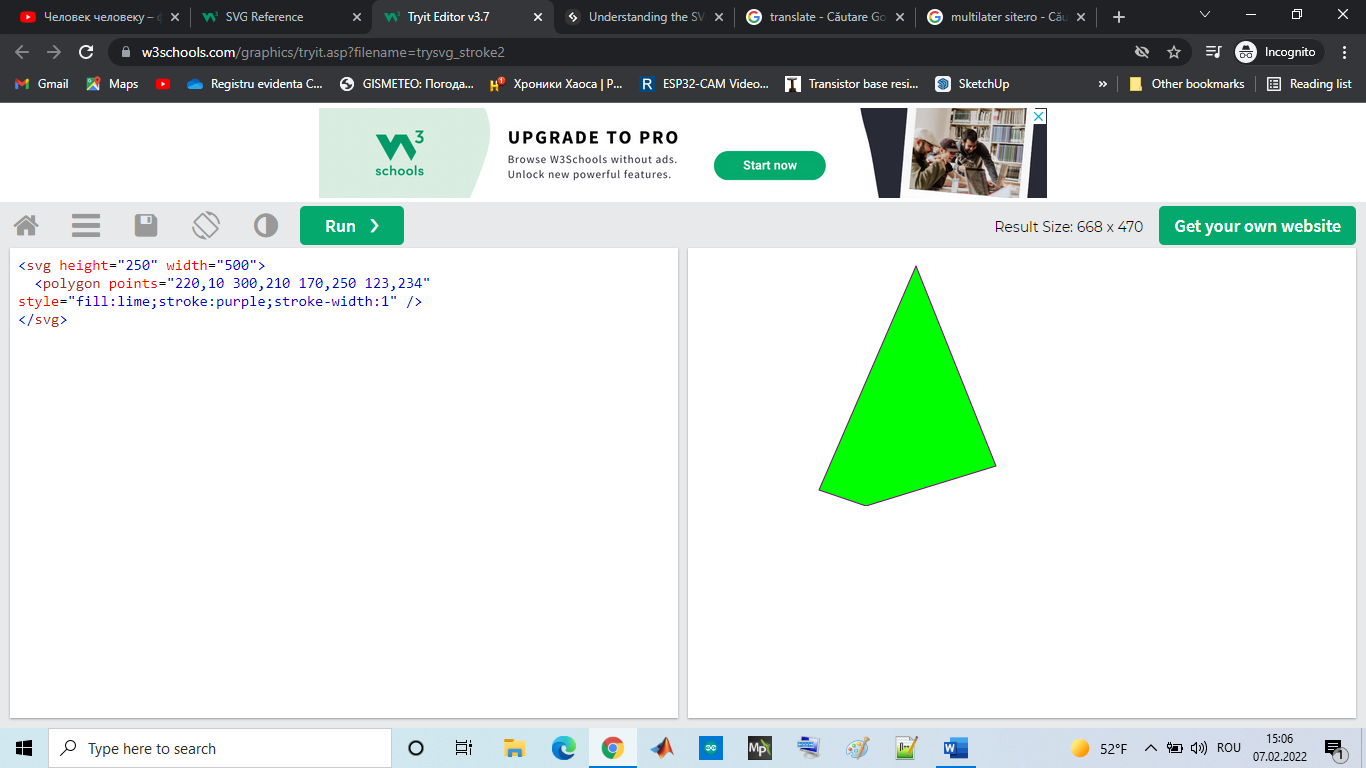 Человек человеку –
SVG Reference
Tryit Editor v3.7
Understanding the SV
translate - Căutare Go
multilater site:ro - Cău
w3schools.com/graphics/tryit.asp?filename=trysvg_stroke2
Incognito
Gmail
Maps
Registru evidenta C...
GISMETEO: Погода...
Хроники Хаоса | Р...
R
ESP32-CAM Video...
T
Transistor base resi...
SketchUp
»
Other bookmarks
Reading list
W3
schools
UPGRADE TO PRO
Browse W3Schools without ads.
Unlock new powerful features.
Start now
Run ❯
Result Size: 668 x 470
Get your own website
<svg height="250" width="500">
<polygon points="220,10 300,210 170,250 123,234"
style="fill:lime;stroke:purple;stroke-width:1" />
</svg>
Type here to search
Mp
W
52°F
ROU
15:06
07.02.2022
1